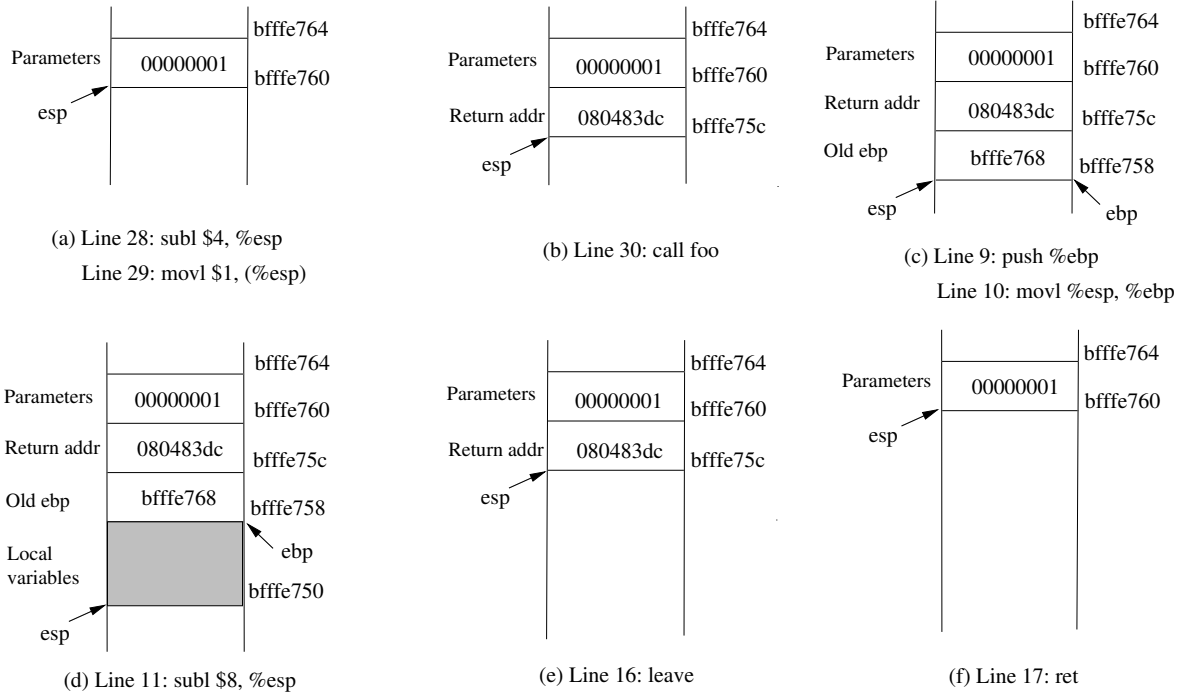 bfffe764
Parameters
00000001
bfffe760
esp
(a) Line 28: subl $4, %esp
Line 29: movl $1, (%esp)
bfffe764
Parameters
00000001
bfffe760
Return addr
080483dc
bfffe75c
esp
(b) Line 30: call foo
bfffe764
Parameters
00000001
bfffe760
Return addr
080483dc
bfffe75c
Old ebp
bfffe768
bfffe758
esp
ebp
(c) Line 9: push %ebp
Line 10: movl %esp, %ebp
bfffe764
Parameters
00000001
bfffe760
Return addr
080483dc
bfffe75c
Old ebp
bfffe768
bfffe758
ebp
Local
variables
bfffe750
esp
(d) Line 11: subl $8, %esp
bfffe764
Parameters
00000001
bfffe760
Return addr
080483dc
bfffe75c
esp
(e) Line 16: leave
bfffe764
Parameters
00000001
bfffe760
esp
(f) Line 17: ret